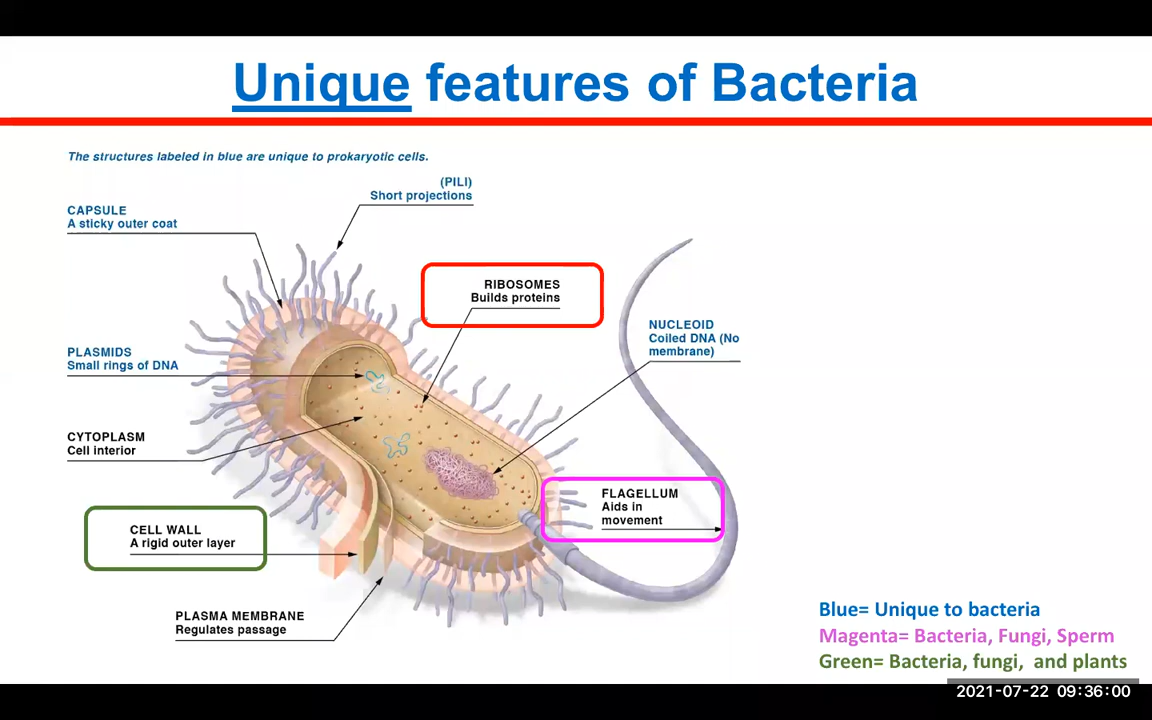 Unique features of Bacteria
The structures labeled in blue are unique to prokaryotic cells.
(PILI)
Short projections
CAPSULE
A sticky outer coat
RIBOSOMES
Builds proteins
NUCLEOID
Coiled DNA (No
membrane)
PLASMIDS
Small rings of DNA
CYTOPLASM
Cell interior
FLAGELLUM
Aids in
movement
CELL WALL
A rigid outer layer
PLASMA MEMBRANE
Regulates passage
Blue= Unique to bacteria
Magenta= Bacteria, Fungi, Sperm
Green= Bacteria, fungi, and plants
2021-07-22 09:36:00